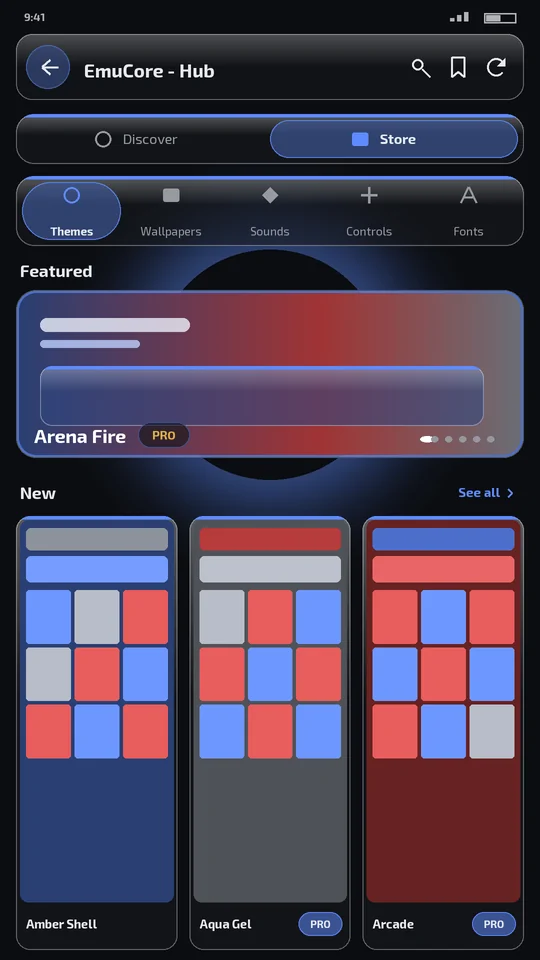 9:41
EmuCore - Hub
Discover
Store
Themes
Wallpapers
Sounds
Controls
Fonts
Featured
Arena Fire
PRO
New
See all
Amber Shell
Aqua Gel
PRO
Arcade
PRO